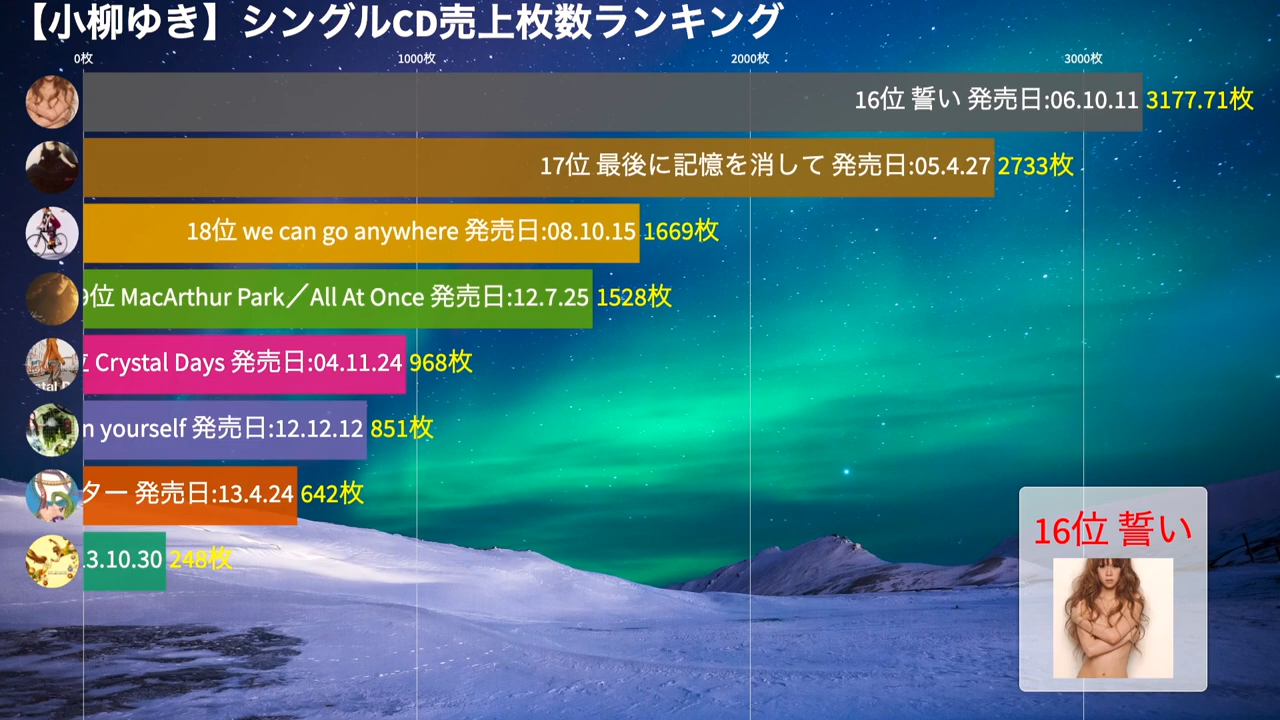 【小柳ゆき】シングルCD売上枚数ランキング
0枚 1000枚 2000枚 3000枚
16位 誓い 発売日:06.10.11 3177.71枚
17位 最後に記憶を消して 発売日:05.4.27 2733枚
18位 we can go anywhere 発売日:08.10.15 1669枚
9位 MacArthur Park／All At Once 発売日:12.7.25 1528枚
Crystal Days 発売日:04.11.24 968枚
n yourself 発売日:12.12.12 851枚
ター 発売日:13.4.24 642枚
3.10.30 248枚
16位 誓い